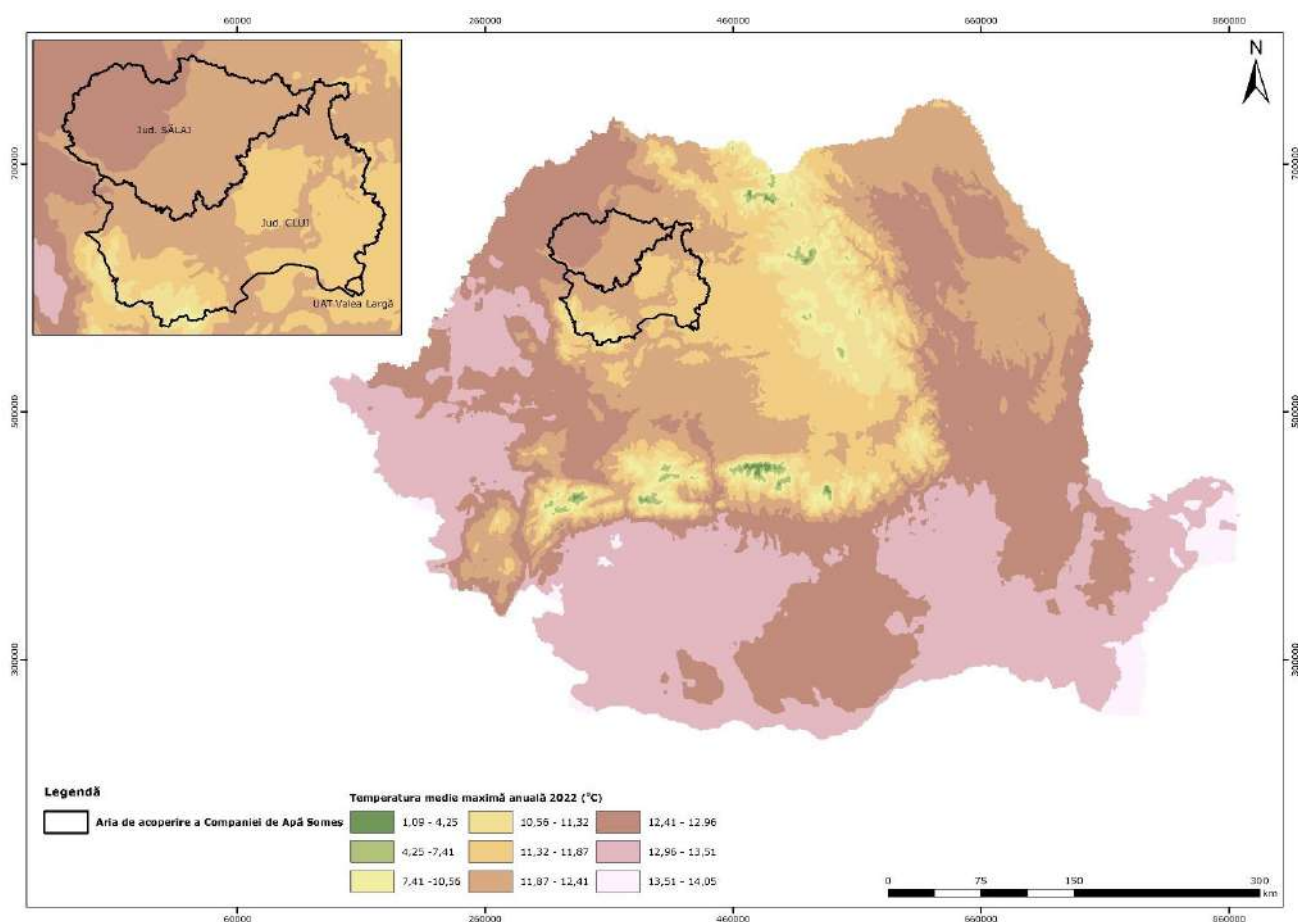 60000 260000 460000 660000 860000
N
Jud. SĂLAJ
Jud. CLUJ
UAT Valea Largă
700000 700000
500000 500000
300000 300000
Legendă
Aria de acoperire a Companiei de Apă Someș
Temperatura medie maximă anuală 2022 (°C)
1,09 - 4,25 10,56 - 11,32 12,41 - 12,96
4,25 -7,41 11,32 - 11,87 12,96 - 13,51
7,41 -10,56 11,87 - 12,41 13,51 - 14,05
0 75 150 300
km
60000 260000 460000 660000 860000